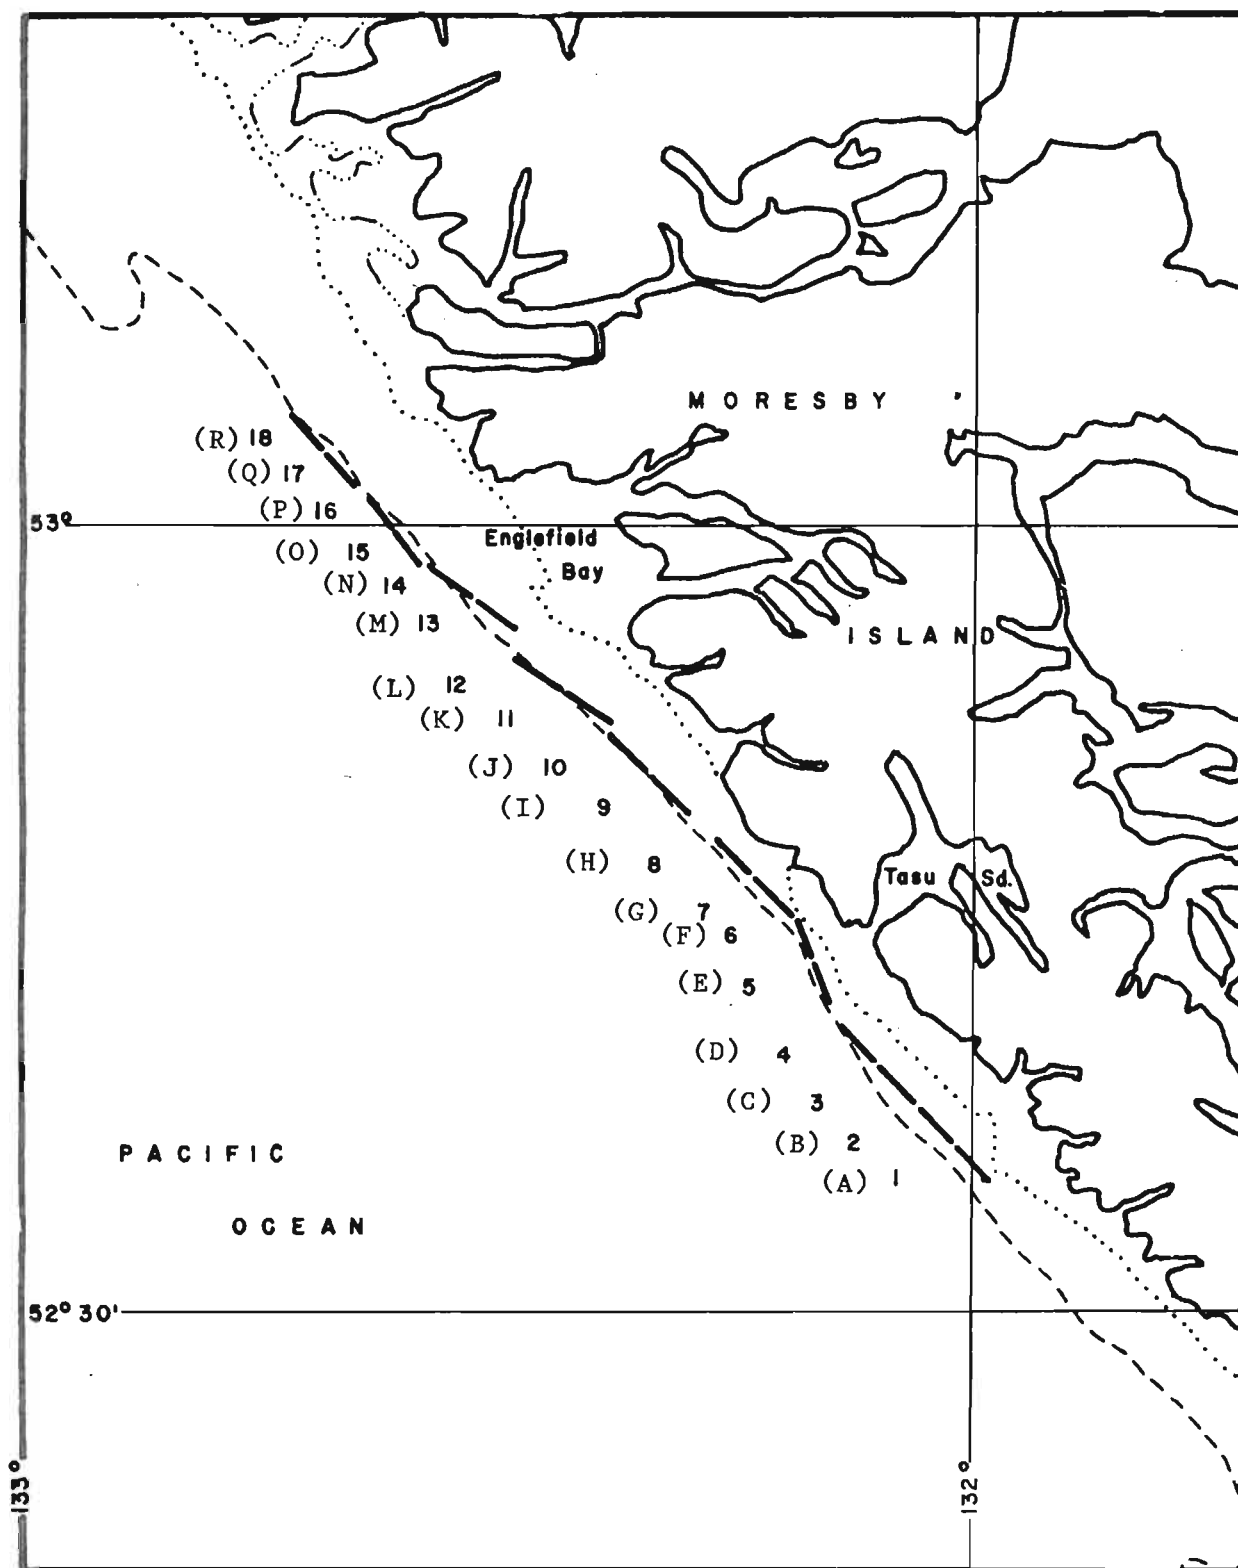 MORESBY
(R) 18
(Q) 17
(P) 16
53°
Englefield
Bay
(O) 15
(N) 14
(M) 13
ISLAND
(L) 12
(K) 11
(J) 10
(I) 9
(H) 8
Tasu Sd.
(G) 7
(F) 6
(E) 5
(D) 4
(C) 3
(B) 2
(A) 1
PACIFIC
OCEAN
52° 30'
133°
132°